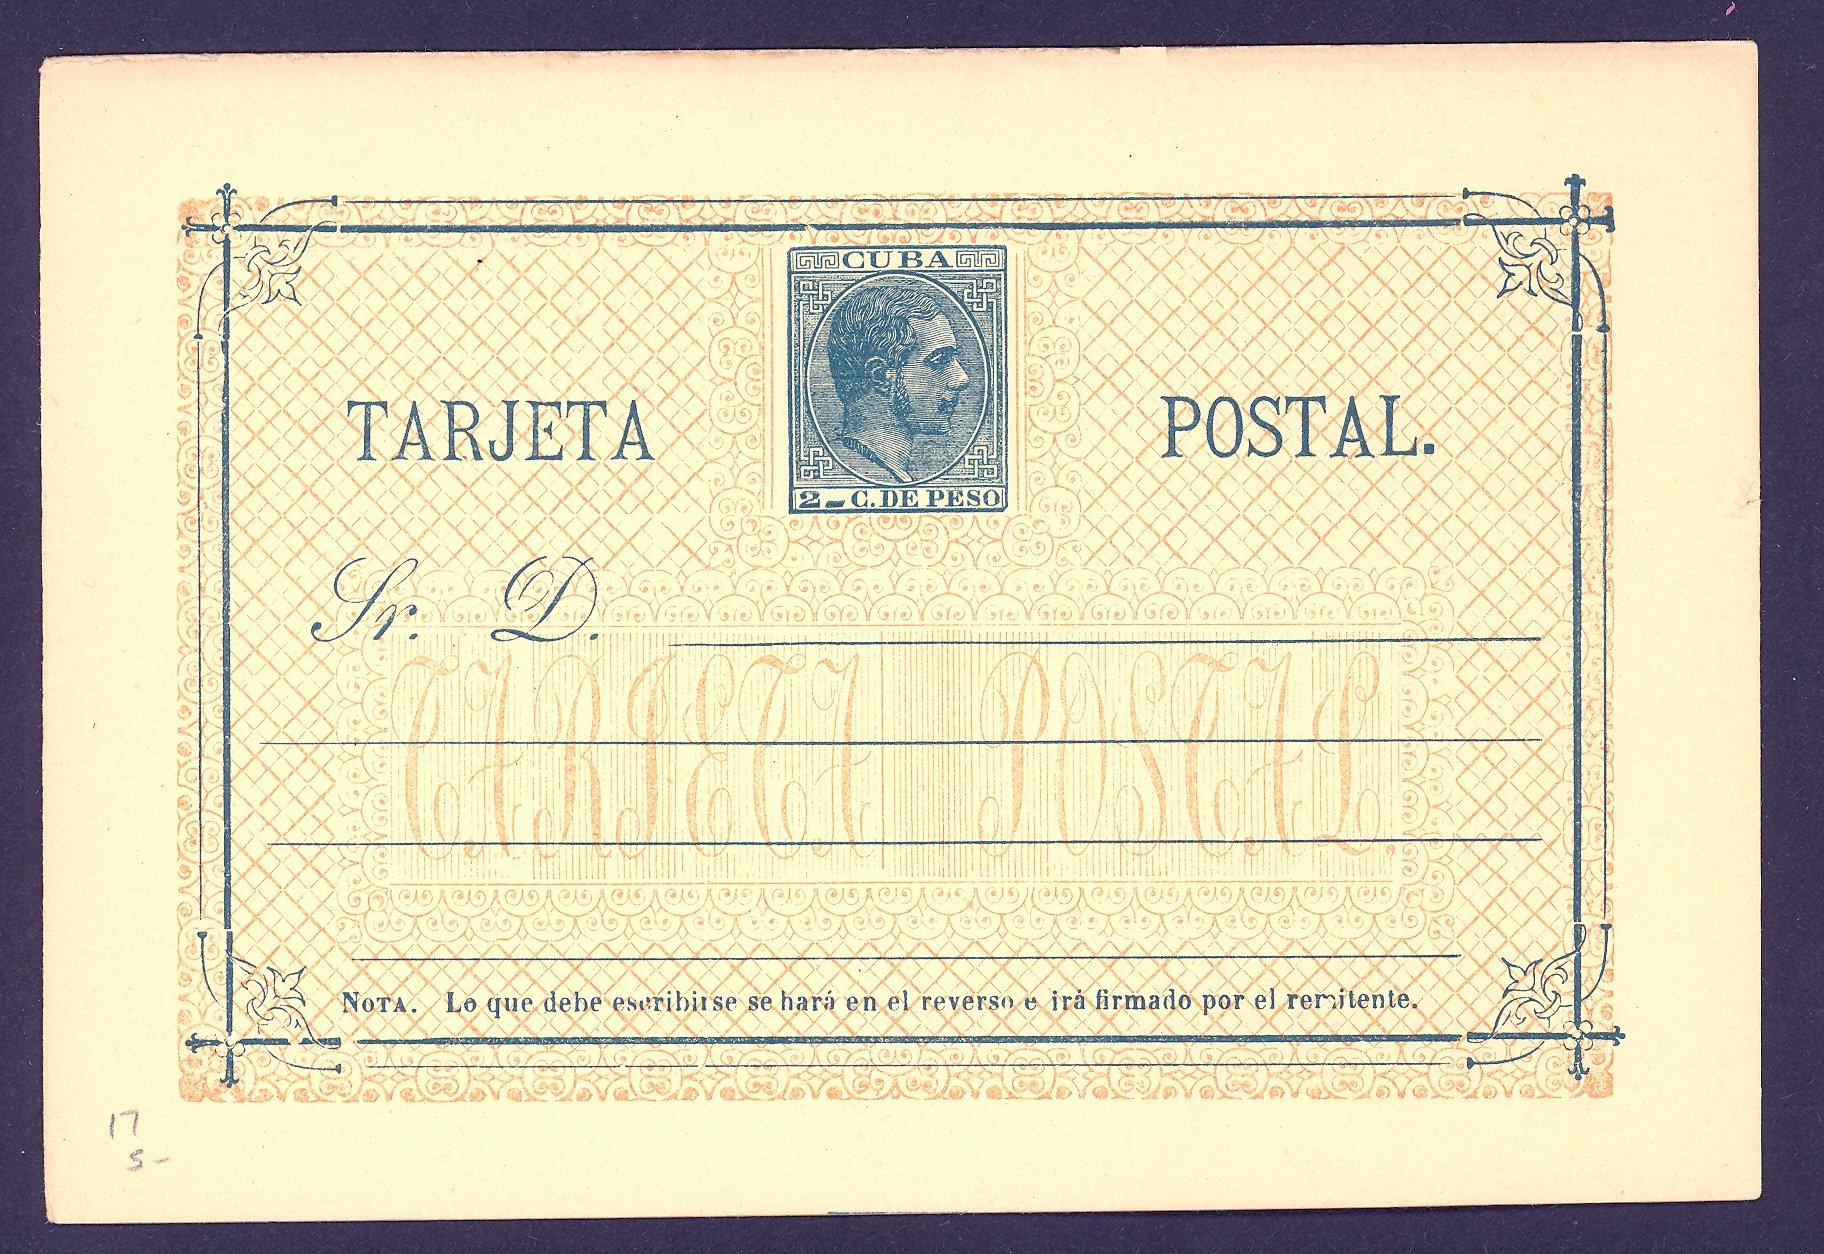 CUBA
TARJETA POSTAL.
2 - C. DE PESO
Sr. D.
TARJETA POSTAL
NOTA. Lo que debe escribirse se hará en el reverso e irá firmado por el remitente.
17
5-